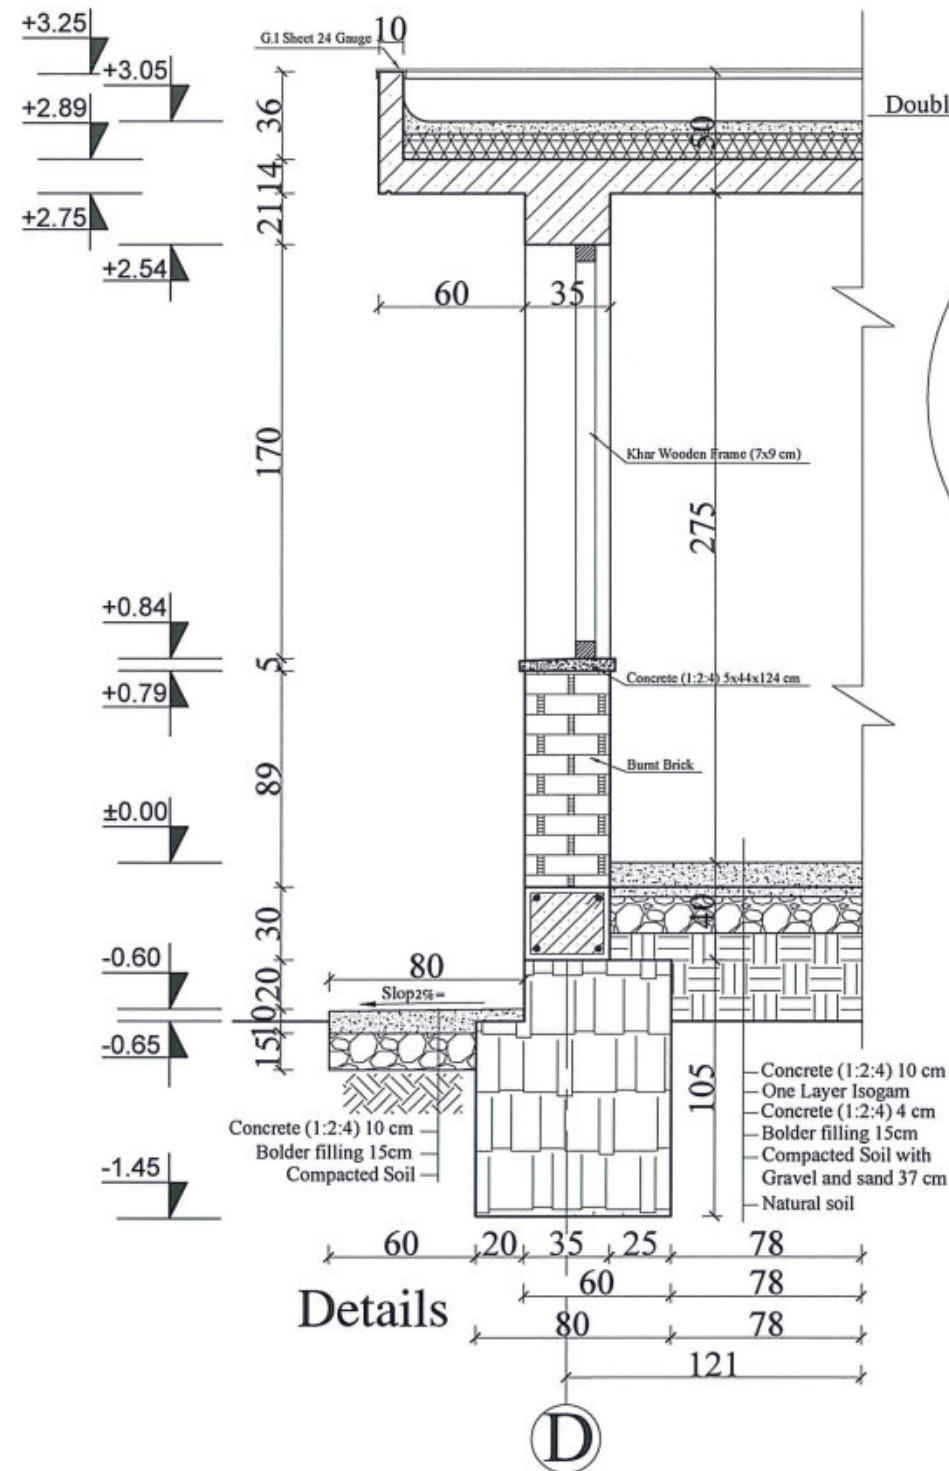 +3.25
10
G.I Sheet 24 Gauge
+3.05
+2.89
36
50
Doubl
14
+2.75
21
+2.54
60
35
170
Khar Wooden Frame (7x9 cm)
275
+0.84
5
+0.79
Concrete (1:2:4) 5x44x124 cm
Burnt Brick
89
±0.00
30
40
-0.60
80
20
Slop2%=
10
-0.65
15
105
Concrete (1:2:4) 10 cm
Bolder filling 15cm
Compacted Soil
Concrete (1:2:4) 10 cm
One Layer Isogam
Concrete (1:2:4) 4 cm
Bolder filling 15cm
Compacted Soil with
Gravel and sand 37 cm
Natural soil
-1.45
60 20 35 25 78
60 78
Details
80 78
121
D